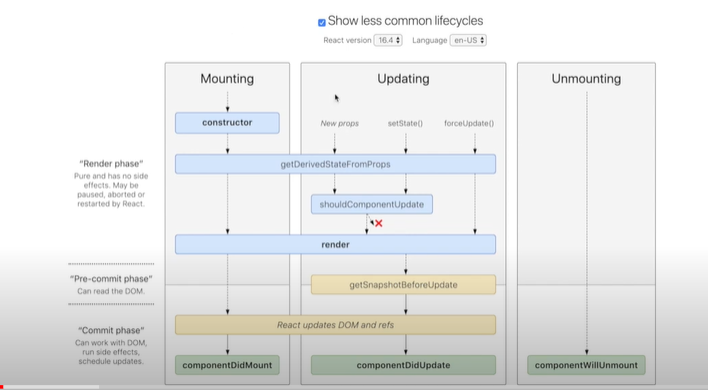 Show less common lifecycles
React version 16.4 Language en-US
Mounting Updating Unmounting
constructor
New props setState() forceUpdate()
getDerivedStateFromProps
"Render phase"
Pure and has no side
effects. May be
paused, aborted or
restarted by React.
shouldComponentUpdate
render
"Pre-commit phase"
Can read the DOM.
getSnapshotBeforeUpdate
React updates DOM and refs
"Commit phase"
Can work with DOM,
run side effects,
schedule updates.
componentDidMount componentDidUpdate componentWillUnmount